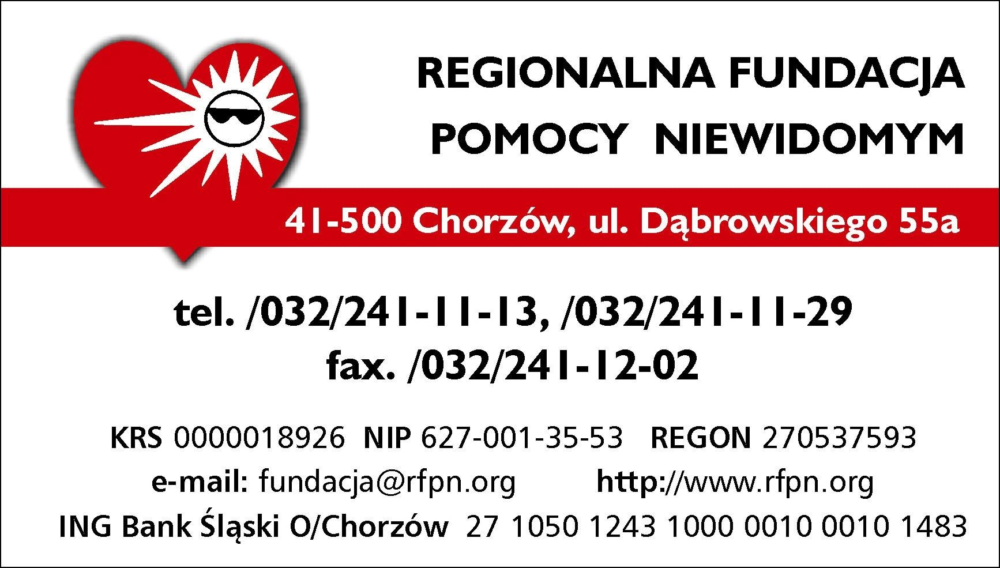 REGIONALNA FUNDACJA
POMOCY NIEWIDOMYM
41-500 Chorzów, ul. Dąbrowskiego 55a
tel. /032/241-11-13, /032/241-11-29
fax. /032/241-12-02
KRS 0000018926 NIP 627-001-35-53 REGON 270537593
e-mail: fundacja@rfpn.org http://www.rfpn.org
ING Bank Śląski O/Chorzów 27 1050 1243 1000 0010 0010 1483